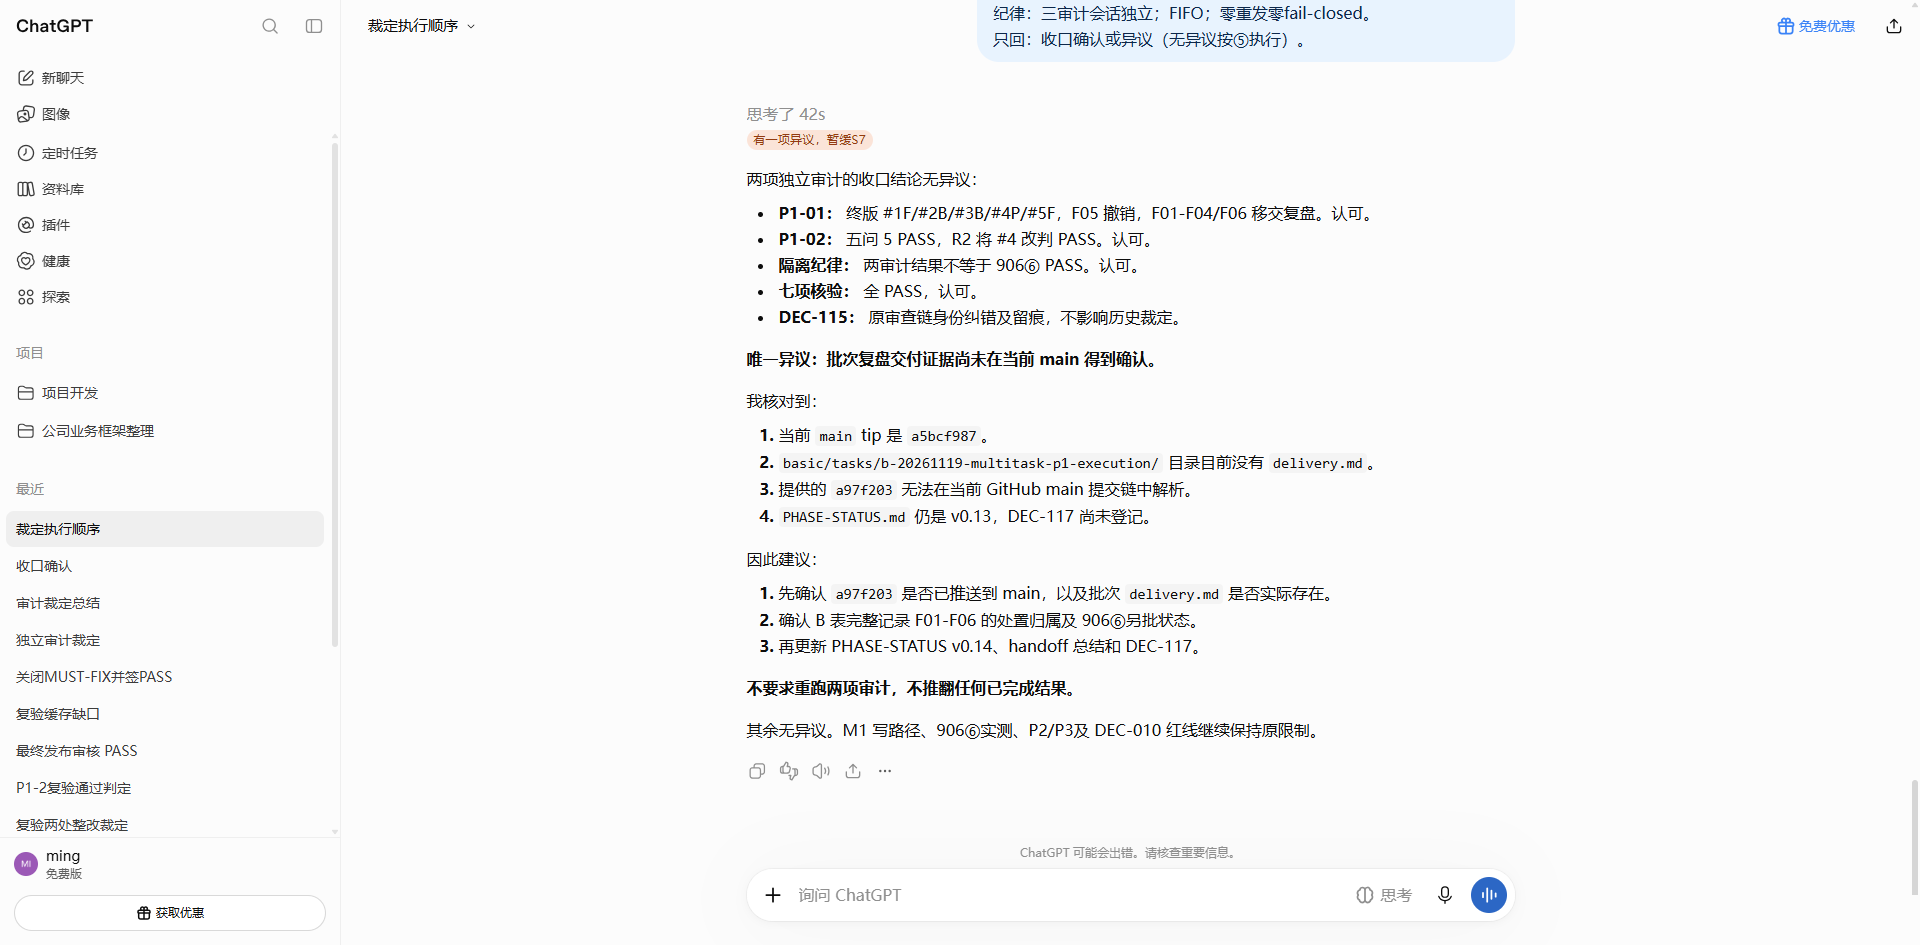 ChatGPT
新聊天
图像
定时任务
资料库
插件
健康
探索
项目
项目开发
公司业务框架整理
最近
裁定执行顺序
收口确认
审计裁定总结
独立审计裁定
关闭MUST-FIX并签PASS
复验缓存缺口
最终发布审核 PASS
P1-2复验通过判定
复验两处整改裁定
MI
ming
免费版
获取优惠
裁定执行顺序
免费优惠
纪律：三审计会话独立；FIFO；零重发零fail-closed。
只回：收口确认或异议（无异议按⑤执行）。
思考了 42s
有一项异议，暂缓S7
两项独立审计的收口结论无异议：
• P1-01： 终版 #1F/#2B/#3B/#4P/#5F，F05 撤销，F01-F04/F06 移交复盘。认可。
• P1-02： 五问 5 PASS，R2 将 #4 改判 PASS。认可。
• 隔离纪律： 两审计结果不等于 906⑥ PASS。认可。
• 七项核验： 全 PASS，认可。
• DEC-115： 原审查链身份纠错及留痕，不影响历史裁定。
唯一异议：批次复盘交付证据尚未在当前 main 得到确认。
我核对到：
1. 当前 main tip 是 a5bcf987。
2. basic/tasks/b-20261119-multitask-p1-execution/ 目录目前没有 delivery.md。
3. 提供的 a97f203 无法在当前 GitHub main 提交链中解析。
4. PHASE-STATUS.md 仍是 v0.13，DEC-117 尚未登记。
因此建议：
1. 先确认 a97f203 是否已推送到 main，以及批次 delivery.md 是否实际存在。
2. 确认 B 表完整记录 F01-F06 的处置归属及 906⑥另批状态。
3. 再更新 PHASE-STATUS v0.14、handoff 总结和 DEC-117。
不要求重跑两项审计，不推翻任何已完成结果。
其余无异议。M1 写路径、906⑥实测、P2/P3及 DEC-010 红线继续保持原限制。
ChatGPT 可能会出错。请核查重要信息。
询问 ChatGPT
思考